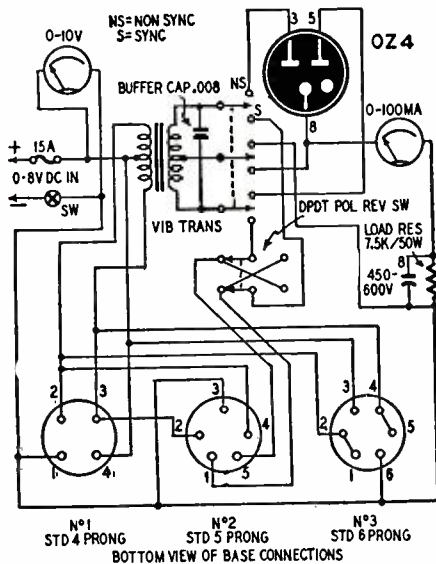 NS=NON SYNC
S=SYNC
0-10V
3 5
OZ4
BUFFER CAP .008
NS
S
8
0-100MA
+ 15A
0-8V DC IN
-
SW
VIB TRANS
DPDT POL REV SW
LOAD RES
7.5K/50W
8
450-
600V
2 3
1 4
3
2 4
1 5
3 4
2 5
1 6
Nº1
STD 4 PRONG
Nº2
STD 5 PRONG
Nº3
STD 6 PRONG
BOTTOM VIEW OF BASE CONNECTIONS